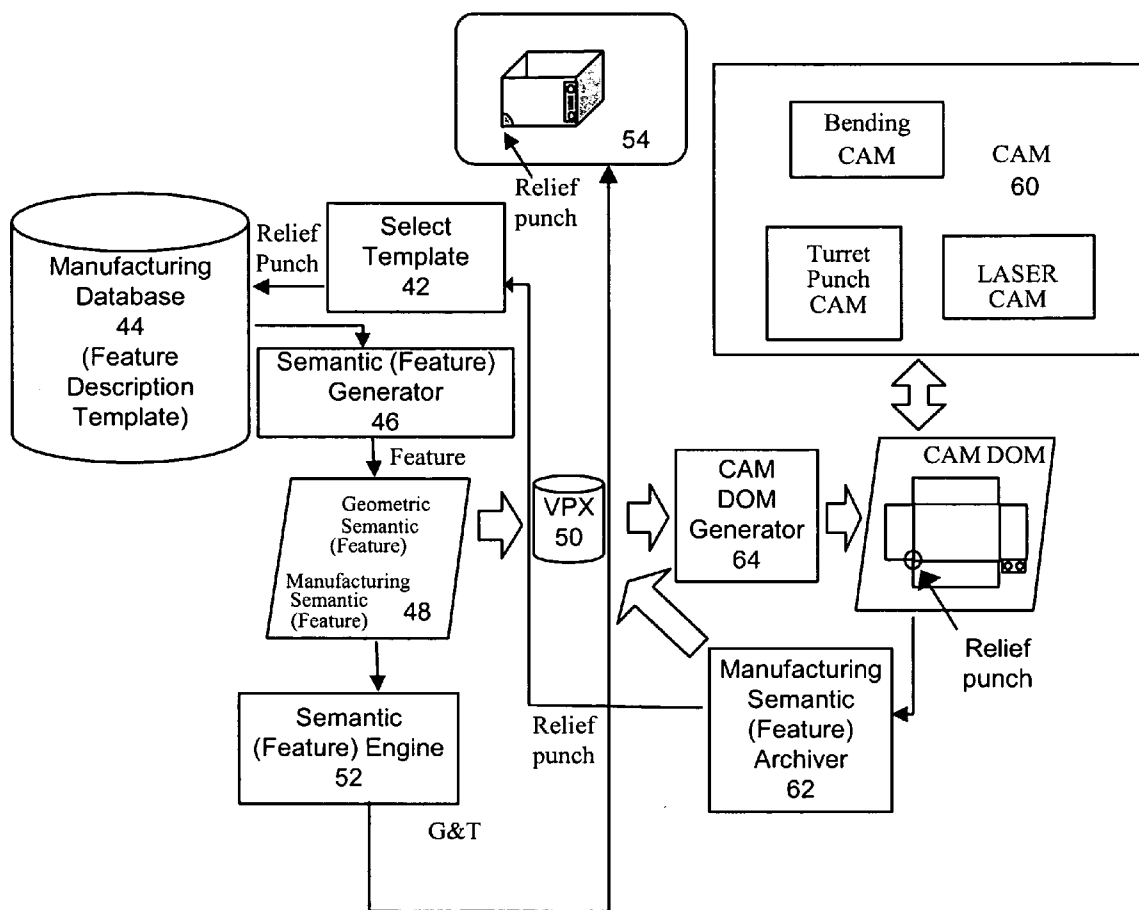 54
Relief
punch
Bending
CAM
CAM
60
Turret
Punch
CAM
LASER
CAM
Select
Template
42
Relief
Punch
Manufacturing
Database
44
(Feature
Description
Template)
Semantic (Feature)
Generator
46
Feature
Geometric
Semantic
(Feature)
Manufacturing
Semantic
(Feature)
48
VPX
50
CAM
DOM
Generator
64
CAM DOM
Relief
punch
Semantic
(Feature) Engine
52
Relief
punch
Manufacturing
Semantic
(Feature)
Archiver
62
G&T